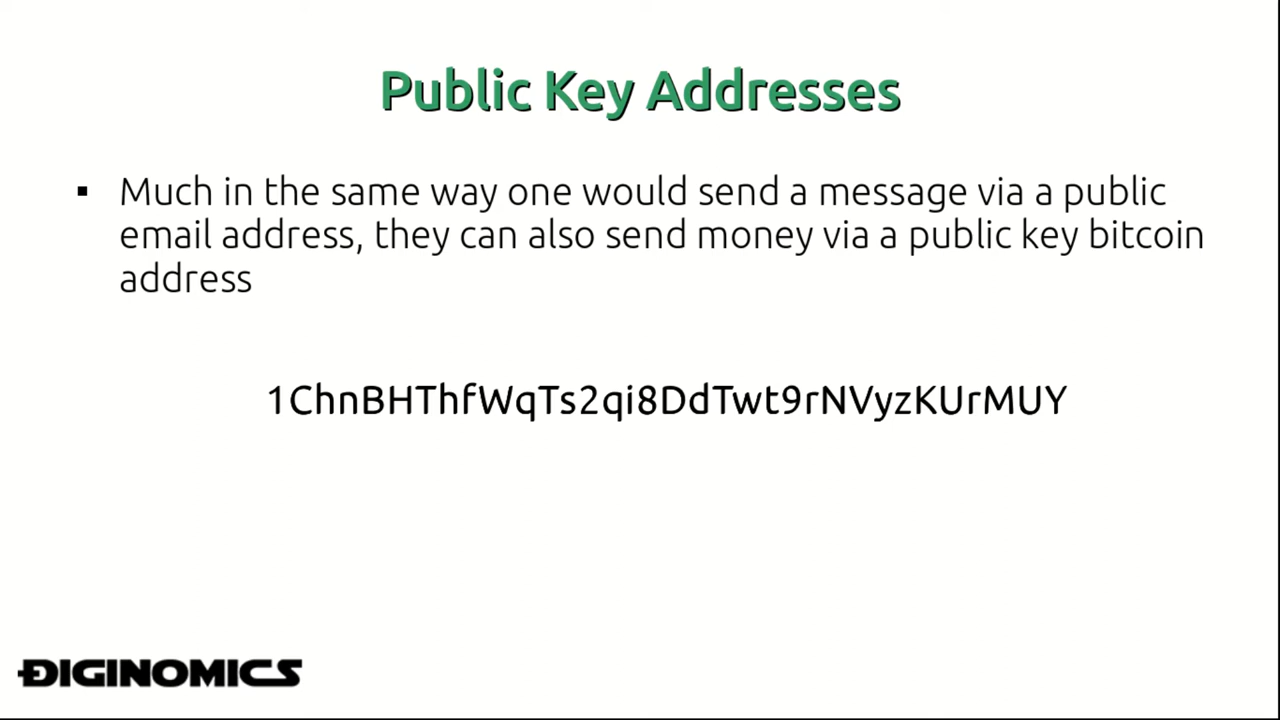 Public Key Addresses
▪ Much in the same way one would send a message via a public
email address, they can also send money via a public key bitcoin
address
1ChnBHThfWqTs2qi8DdTwt9rNVyzKUrMUY
ĐIGINOMICS